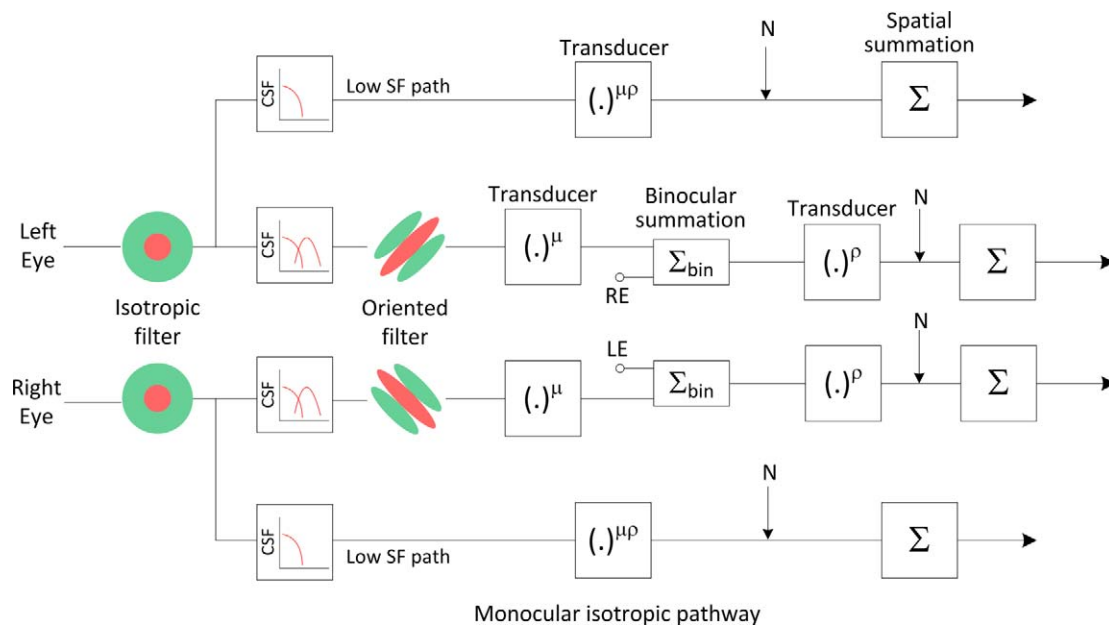 N
Spatial
summation
Transducer
CSF
Low SF path
(.)^μρ
Σ
Transducer
Binocular
summation
Transducer
N
Left
Eye
CSF
(.)^μ
Σbin
(.)^ρ
Σ
RE
Isotropic
filter
Oriented
filter
N
LE
Right
Eye
CSF
(.)^μ
Σbin
(.)^ρ
Σ
N
CSF
Low SF path
(.)^μρ
Σ
Monocular isotropic pathway